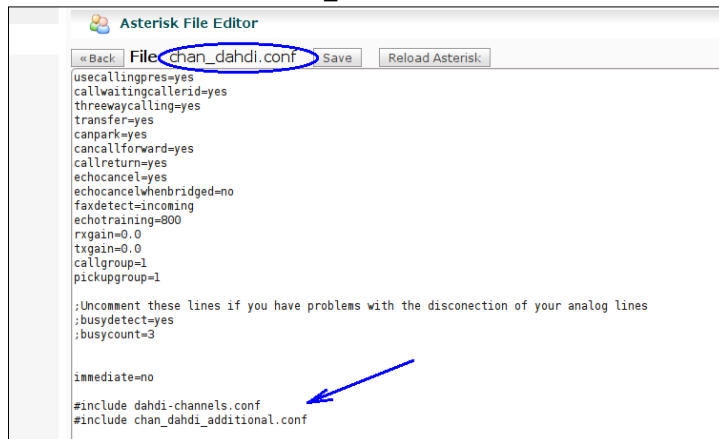 Asterisk File Editor
« Back File chan_dahdi.conf Save Reload Asterisk
usecallingpres=yes
callwaitingcallerid=yes
threewaycalling=yes
transfer=yes
canpark=yes
cancallforward=yes
callreturn=yes
echocancel=yes
echocancelwhenbridged=no
faxdetect=incoming
echotraining=800
rxgain=0.0
txgain=0.0
callgroup=1
pickupgroup=1
;Uncomment these lines if you have problems with the disconection of your analog lines
;busydetect=yes
;busycount=3
immediate=no
#include dahdi-channels.conf
#include chan_dahdi_additional.conf